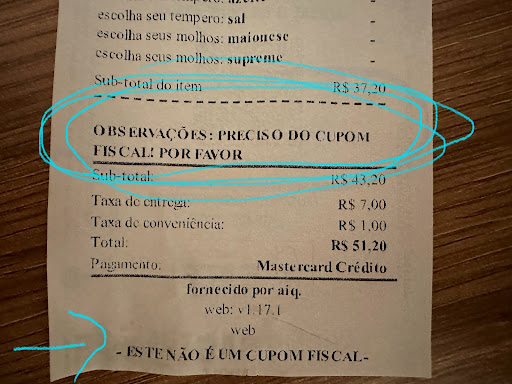 escolha seu tempero: sal -
escolha seus molhos: maionese -
escolha seus molhos: supreme -
Sub-total do item R$ 37,20
OBSERVAÇÕES: PRECISO DO CUPOM
FISCAL! POR FAVOR
Sub-total: R$ 43,20
Taxa de entrega: R$ 7,00
Taxa de conveniência: R$ 1,00
Total: R$ 51,20
Pagamento: Mastercard Crédito
fornecido por aiq.
web: v1.17.1
web
- ESTE NÃO É UM CUPOM FISCAL -